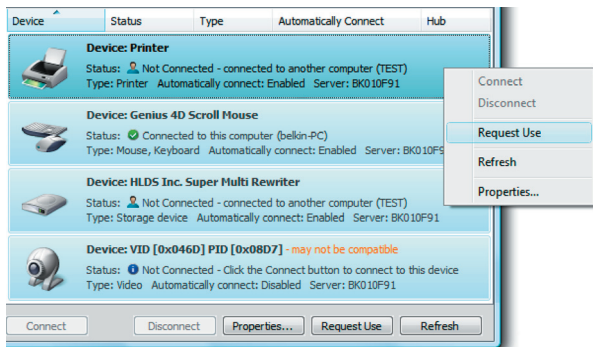 Device Status Type Automatically Connect Hub
Device: Printer
Status: Not Connected - connected to another computer (TEST)
Type: Printer Automatically connect: Enabled Server: BK010F91
Connect
Disconnect
Request Use
Refresh
Properties...
Device: Genius 4D Scroll Mouse
Status: Connected to this computer (belkin-PC)
Type: Mouse, Keyboard Automatically connect: Enabled Server: BK010F9
Device: HLDS Inc. Super Multi Rewriter
Status: Not Connected - connected to another computer (TEST)
Type: Storage device Automatically connect: Enabled Server: BK010F91
Device: VID [0x046D] PID [0x08D7] - may not be compatible
Status: Not Connected - Click the Connect button to connect to this device
Type: Video Automatically connect: Disabled Server: BK010F91
Connect Disconnect Properties... Request Use Refresh